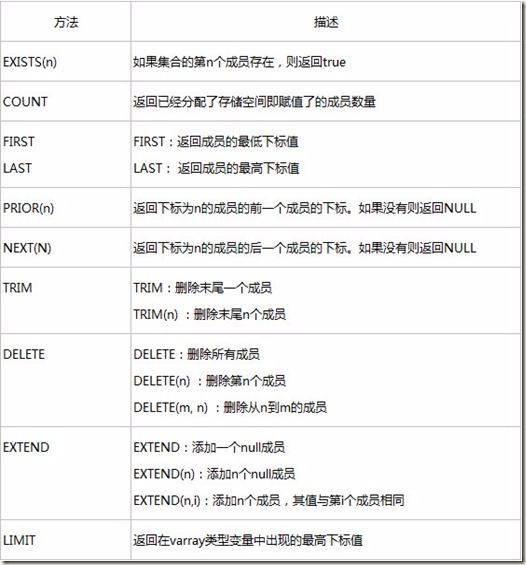 方法 描述
EXISTS(n) 如果集合的第n个成员存在，则返回true
COUNT 返回已经分配了存储空间即赋值了的成员数量
FIRST FIRST：返回成员的最低下标值
LAST LAST： 返回成员的最高下标值
PRIOR(n) 返回下标为n的成员的前一个成员的下标。如果没有则返回NULL
NEXT(N) 返回下标为n的成员的后一个成员的下标。如果没有则返回NULL
TRIM TRIM：删除末尾一个成员
TRIM(n) ：删除末尾n个成员
DELETE DELETE：删除所有成员
DELETE(n) ：删除第n个成员
DELETE(m, n) ：删除从n到m的成员
EXTEND EXTEND：添加一个null成员
EXTEND(n)：添加n个null成员
EXTEND(n,i)：添加n个成员，其值与第i个成员相同
LIMIT 返回在varray类型变量中出现的最高下标值